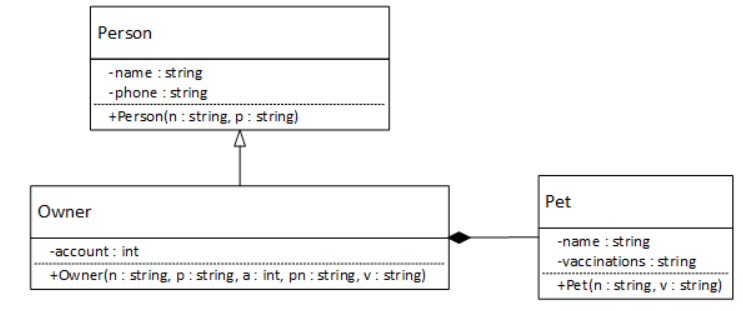 Person
-name : string
-phone : string
+Person(n : string, p : string)
Owner
-account : int
+Owner(n : string, p : string, a : int, pn : string, v : string)
Pet
-name : string
-vaccinations : string
+Pet(n : string, v : string)